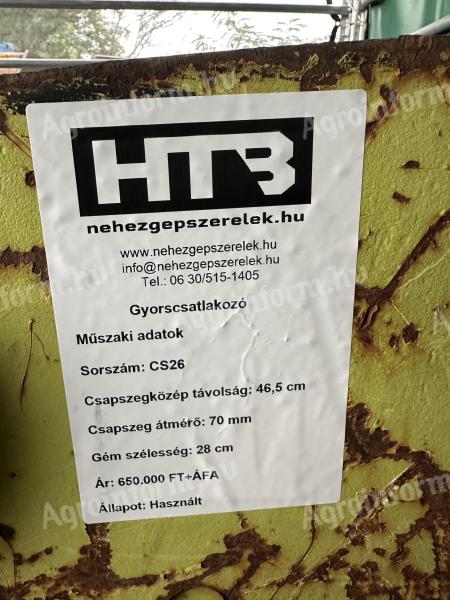 HTB
nehezgepszerelek.hu
www.nehezgepszerelek.hu
info@nehezgepszerelek.hu
Tel.: 06 30/515-1405
Gyorscsatlakozó
Műszaki adatok
Sorszám: CS26
Csapszegközép távolság: 46,5 cm
Csapszeg átmérő: 70 mm
Gém szélesség: 28 cm
Ár: 650.000 FT+ÁFA
Állapot: Használt
Agroinform.hu